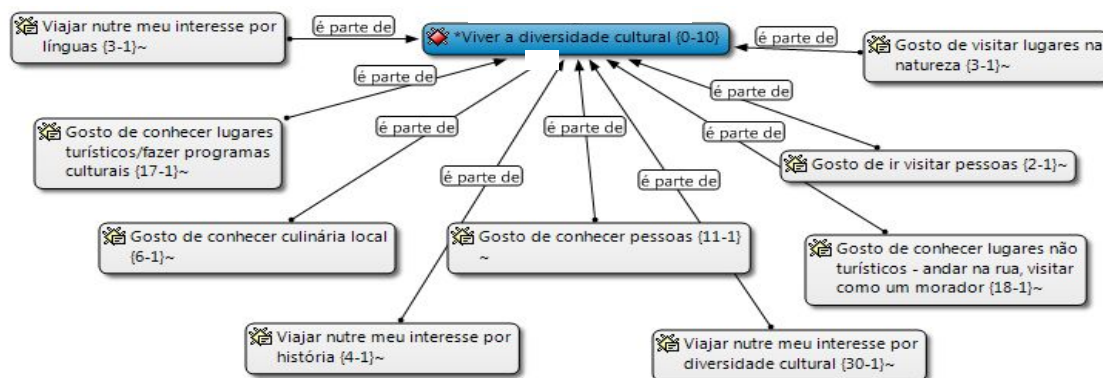 Viajar nutre meu interesse por
línguas {3-1}~
é parte de
*Viver a diversidade cultural {0-10}
é parte de
Gosto de visitar lugares na
natureza {3-1}~
é parte de
é parte de
Gosto de conhecer lugares
turísticos/fazer programas
culturais {17-1}~
é parte de
é parte de
é parte de
Gosto de ir visitar pessoas {2-1}~
é parte de
é parte de
Gosto de conhecer culinária local
{6-1}~
Gosto de conhecer pessoas {11-1}
~
Gosto de conhecer lugares não
turísticos - andar na rua, visitar
como um morador {18-1}~
Viajar nutre meu interesse por
história {4-1}~
Viajar nutre meu interesse por
diversidade cultural {30-1}~